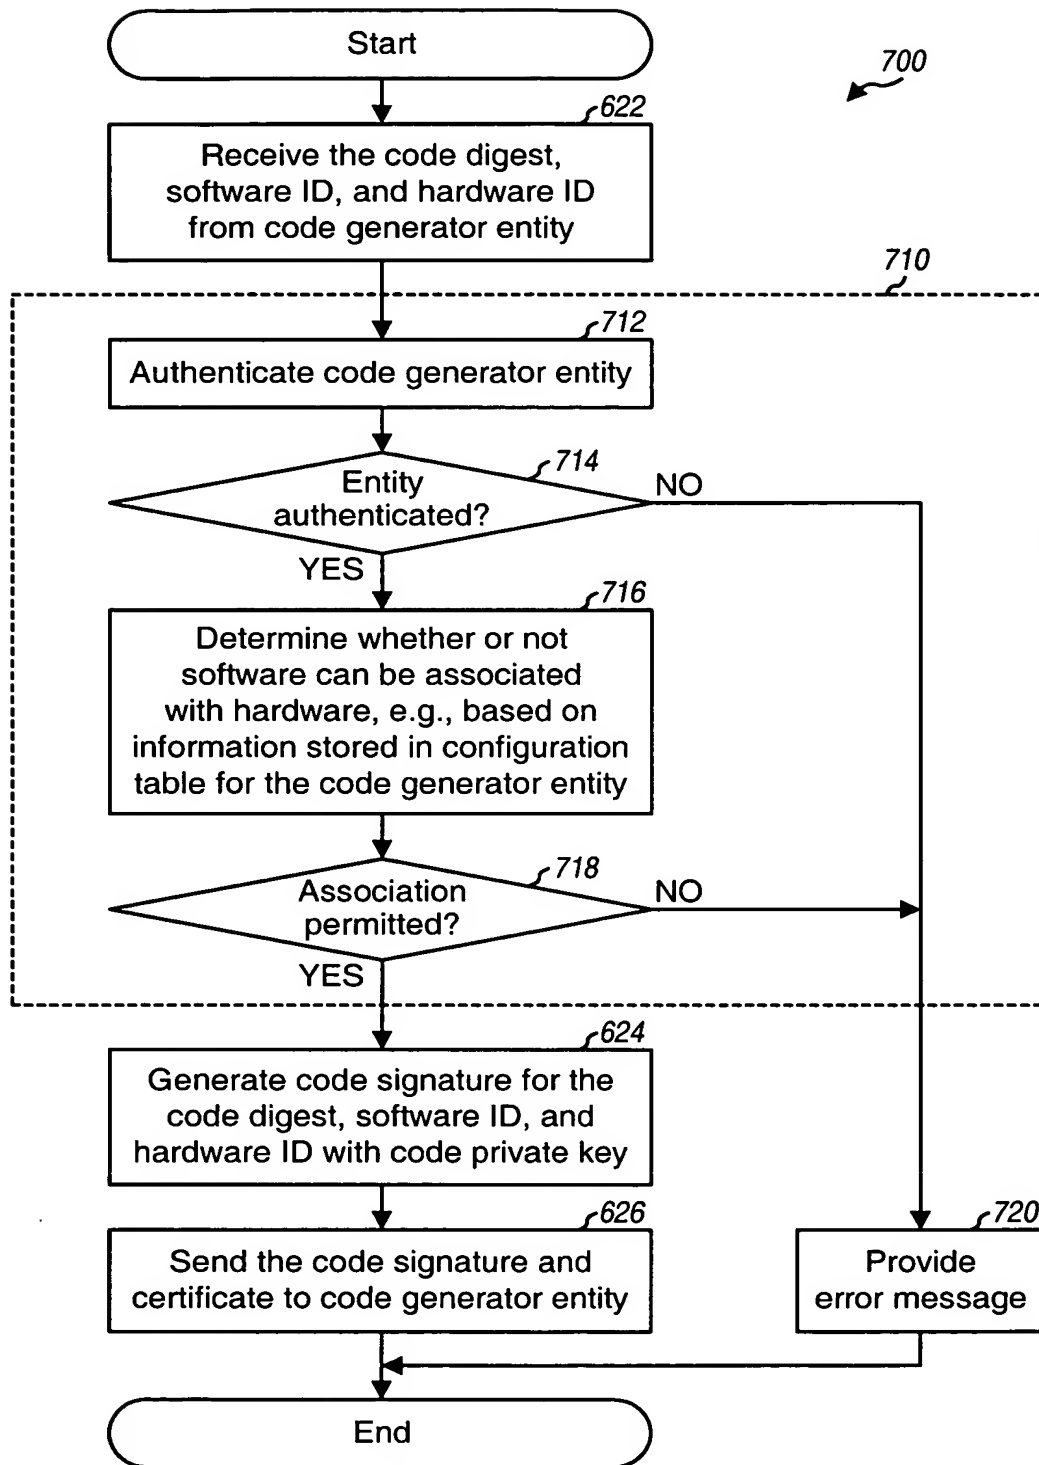 Start
700
622
Receive the code digest,
software ID, and hardware ID
from code generator entity
710
712
Authenticate code generator entity
714
Entity
authenticated?
NO
YES
716
Determine whether or not
software can be associated
with hardware, e.g., based on
information stored in configuration
table for the code generator entity
718
Association
permitted?
NO
YES
624
Generate code signature for the
code digest, software ID, and
hardware ID with code private key
626
Send the code signature and
certificate to code generator entity
720
Provide
error message
End